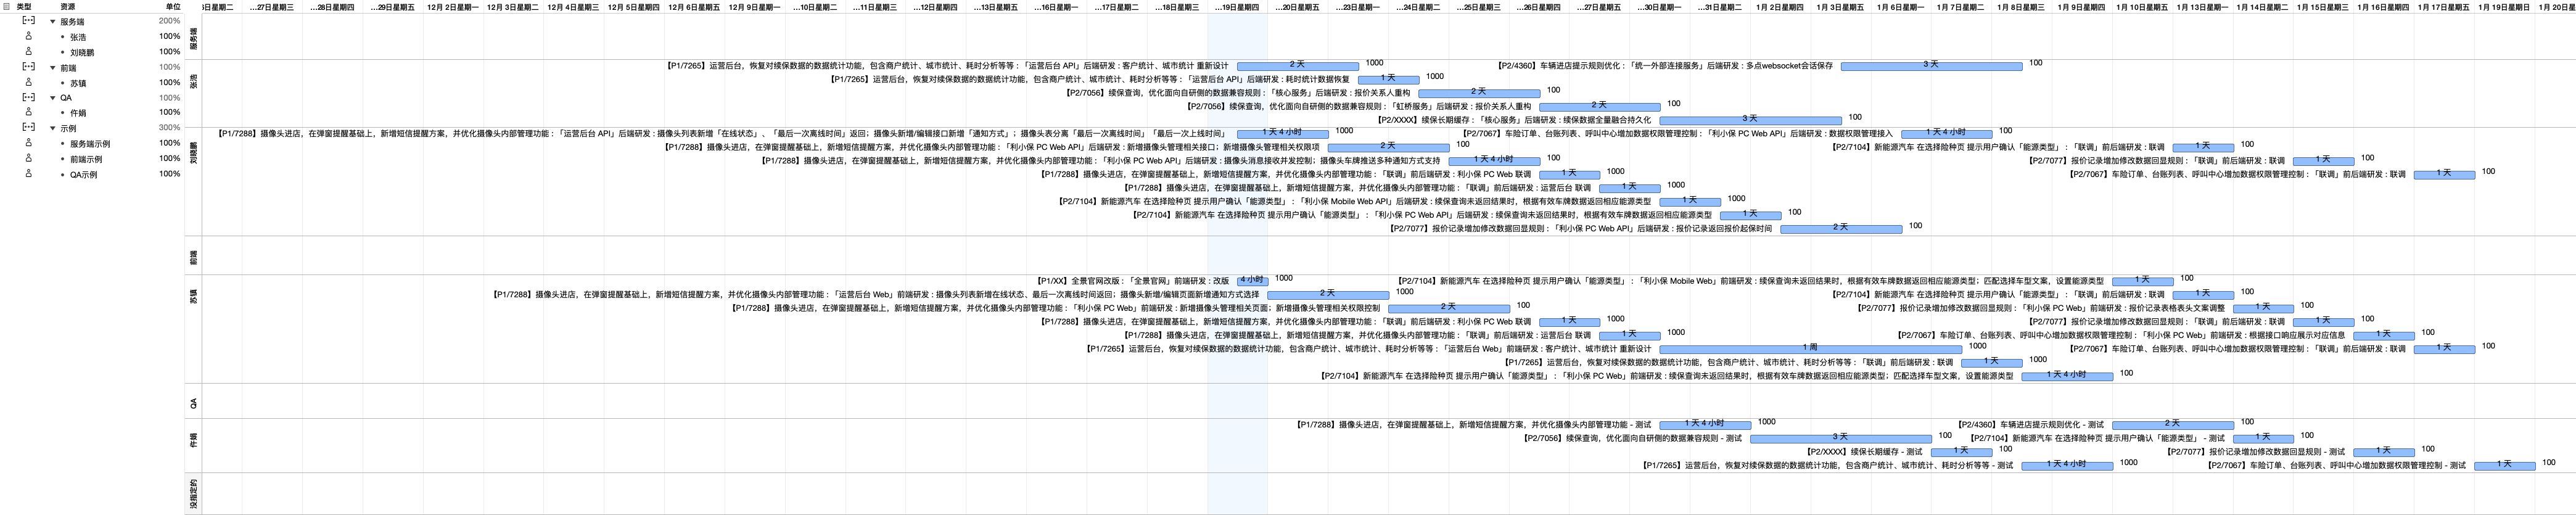 类型 资源 单位
服务端 200%
张浩 100%
刘晓鹏 100%
前端 100%
苏镇 100%
QA 100%
仵娟 100%
示例 300%
服务端示例 100%
前端示例 100%
QA示例 100%
日星期二 ...27日星期三 ...28日星期四 ...29日星期五 12月 2日星期一 12月 3日星期二 12月 4日星期三 12月 5日星期四 12月 6日星期五 12月 9日星期一 ...10日星期二 ...11日星期三 ...12日星期四 ...13日星期五 ...16日星期一 ...17日星期二 ...18日星期三 ...19日星期四 ...20日星期五 ...23日星期一 ...24日星期二 ...25日星期三 ...26日星期四 ...27日星期五 ...30日星期一 ...31日星期二 1月 2日星期四 1月 3日星期五 1月 6日星期一 1月 7日星期二 1月 8日星期三 1月 9日星期四 1月 10日星期五 1月 13日星期一 1月 14日星期二 1月 15日星期三 1月 16日星期四 1月 17日星期五 1月 19日星期日 1月 20日星
服务端
张浩
【P1/7265】运营后台，恢复对续保数据的数据统计功能，包含商户统计、城市统计、耗时分析等等：「运营后台 API」后端研发 : 客户统计、城市统计 重新设计 2 天 1000 【P2/4360】车辆进店提示规则优化：「统一外部连接服务」后端研发 : 多点websocket会话保存 3 天 100
【P1/7265】运营后台，恢复对续保数据的数据统计功能，包含商户统计、城市统计、耗时分析等等：「运营后台 API」后端研发 : 耗时统计数据恢复 1 天 1000
【P2/7056】续保查询，优化面向自研侧的数据兼容规则：「核心服务」后端研发 : 报价关系人重构 2 天 100
【P2/7056】续保查询，优化面向自研侧的数据兼容规则：「虹桥服务」后端研发 : 报价关系人重构 2 天 100
【P2/XXXX】续保长期缓存：「核心服务」后端研发 : 续保数据全量融合持久化 3 天 100
刘晓鹏
【P1/7288】摄像头进店，在弹窗提醒基础上，新增短信提醒方案，并优化摄像头内部管理功能：「运营后台 API」后端研发 : 摄像头列表新增「在线状态」、「最后一次离线时间」返回；摄像头新增/编辑接口新增「通知方式」；摄像头表分离「最后一次离线时间」「最后一次上线时间」 1 天 4 小时 1000 【P2/7067】车险订单、台账列表、呼叫中心增加数据权限管理控制：「利小保 PC Web API」后端研发 : 数据权限管理接入 1 天 4 小时 100
【P1/7288】摄像头进店，在弹窗提醒基础上，新增短信提醒方案，并优化摄像头内部管理功能：「利小保 PC Web API」后端研发 : 新增摄像头管理相关接口；新增摄像头管理相关权限项 2 天 100 【P2/7104】新能源汽车 在选择险种页 提示用户确认「能源类型」：「联调」前后端研发 : 联调 1 天 100
【P1/7288】摄像头进店，在弹窗提醒基础上，新增短信提醒方案，并优化摄像头内部管理功能：「利小保 PC Web API」后端研发 : 摄像头消息接收并发控制；摄像头车牌推送多种通知方式支持 1 天 4 小时 100 【P2/7077】报价记录增加修改数据回显规则：「联调」前后端研发 : 联调 1 天 100
【P1/7288】摄像头进店，在弹窗提醒基础上，新增短信提醒方案，并优化摄像头内部管理功能：「联调」前后端研发 : 利小保 PC Web 联调 1 天 1000 【P2/7067】车险订单、台账列表、呼叫中心增加数据权限管理控制：「联调」前后端研发 : 联调 1 天 100
【P1/7288】摄像头进店，在弹窗提醒基础上，新增短信提醒方案，并优化摄像头内部管理功能：「联调」前后端研发 : 运营后台 联调 1 天 1000
【P2/7104】新能源汽车 在选择险种页 提示用户确认「能源类型」：「利小保 Mobile Web API」后端研发 : 续保查询未返回结果时，根据有效车牌数据返回相应能源类型 1 天 1000
【P2/7104】新能源汽车 在选择险种页 提示用户确认「能源类型」：「利小保 PC Web API」后端研发 : 续保查询未返回结果时，根据有效车牌数据返回相应能源类型 1 天 100
【P2/7077】报价记录增加修改数据回显规则：「利小保 PC Web API」后端研发 : 报价记录返回报价起保时间 2 天 100
前端
苏镇
【P1/XX】全景官网改版：「全景官网」前端研发 : 改版 4 小时 1000 【P2/7104】新能源汽车 在选择险种页 提示用户确认「能源类型」：「利小保 Mobile Web」前端研发 : 续保查询未返回结果时，根据有效车牌数据返回相应能源类型；匹配选择车型文案，设置能源类型 1 天 100
【P1/7288】摄像头进店，在弹窗提醒基础上，新增短信提醒方案，并优化摄像头内部管理功能：「运营后台 Web」前端研发 : 摄像头列表新增在线状态、最后一次离线时间返回；摄像头新增/编辑页面新增通知方式选择 2 天 1000 【P2/7104】新能源汽车 在选择险种页 提示用户确认「能源类型」：「联调」前后端研发 : 联调 1 天 100
【P1/7288】摄像头进店，在弹窗提醒基础上，新增短信提醒方案，并优化摄像头内部管理功能：「利小保 PC Web」前端研发 : 新增摄像头管理相关页面；新增摄像头管理相关权限控制 2 天 100 【P2/7077】报价记录增加修改数据回显规则：「利小保 PC Web」前端研发 : 报价记录表格表头文案调整 1 天 100
【P1/7288】摄像头进店，在弹窗提醒基础上，新增短信提醒方案，并优化摄像头内部管理功能：「联调」前后端研发 : 利小保 PC Web 联调 1 天 1000 【P2/7077】报价记录增加修改数据回显规则：「联调」前后端研发 : 联调 1 天 100
【P1/7288】摄像头进店，在弹窗提醒基础上，新增短信提醒方案，并优化摄像头内部管理功能：「联调」前后端研发 : 运营后台 联调 1 天 1000 【P2/7067】车险订单、台账列表、呼叫中心增加数据权限管理控制：「利小保 PC Web」前端研发 : 根据接口响应展示对应信息 1 天 100
【P1/7265】运营后台，恢复对续保数据的数据统计功能，包含商户统计、城市统计、耗时分析等等：「运营后台 Web」前端研发 : 客户统计、城市统计 重新设计 1 周 1000 【P2/7067】车险订单、台账列表、呼叫中心增加数据权限管理控制：「联调」前后端研发 : 联调 1 天 100
【P1/7265】运营后台，恢复对续保数据的数据统计功能，包含商户统计、城市统计、耗时分析等等：「联调」前后端研发 : 联调 1 天 1000
【P2/7104】新能源汽车 在选择险种页 提示用户确认「能源类型」：「利小保 PC Web」前端研发 : 续保查询未返回结果时，根据有效车牌数据返回相应能源类型；匹配选择车型文案，设置能源类型 1 天 4 小时 100
QA
仵娟
【P1/7288】摄像头进店，在弹窗提醒基础上，新增短信提醒方案，并优化摄像头内部管理功能 - 测试 1 天 4 小时 1000 【P2/4360】车辆进店提示规则优化 - 测试 2 天 100
【P2/7056】续保查询，优化面向自研侧的数据兼容规则 - 测试 3 天 100 【P2/7104】新能源汽车 在选择险种页 提示用户确认「能源类型」 - 测试 1 天 100
【P2/XXXX】续保长期缓存 - 测试 1 天 100 【P2/7077】报价记录增加修改数据回显规则 - 测试 1 天 100
【P1/7265】运营后台，恢复对续保数据的数据统计功能，包含商户统计、城市统计、耗时分析等等 - 测试 1 天 4 小时 1000 【P2/7067】车险订单、台账列表、呼叫中心增加数据权限管理控制 - 测试 1 天 100
没指定的